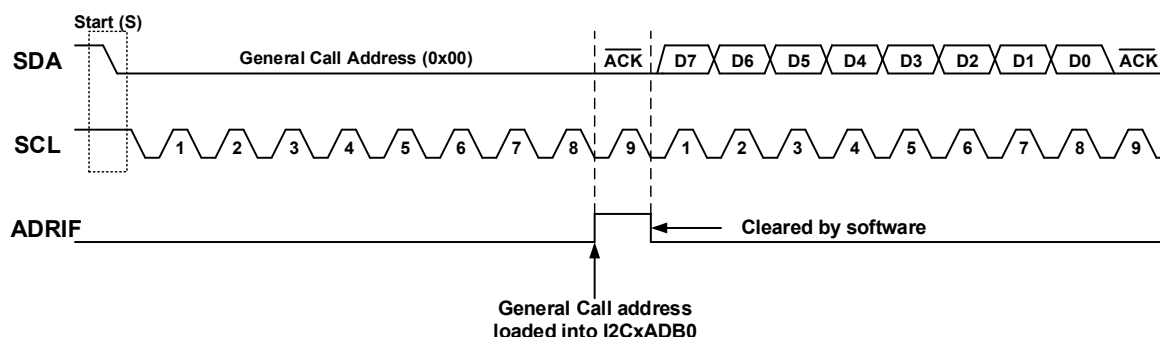 Start (S)
SDA General Call Address (0x00) ACK D7 D6 D5 D4 D3 D2 D1 D0 ACK
SCL 1 2 3 4 5 6 7 8 9 1 2 3 4 5 6 7 8 9
ADRIF Cleared by software
General Call address
loaded into I2CxADB0